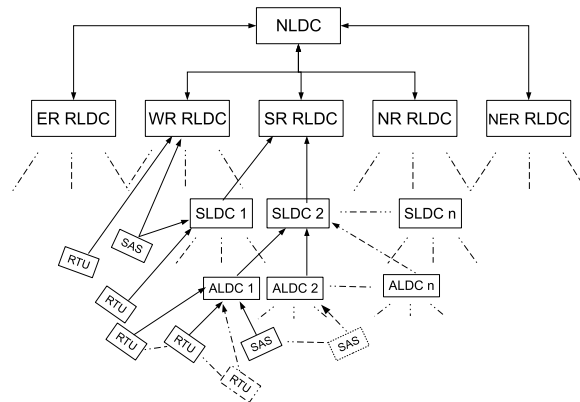 NLDC
ER RLDC
WR RLDC
SR RLDC
NR RLDC
NER RLDC
SLDC 1
SLDC 2
SLDC n
RTU
SAS
RTU
ALDC 1
ALDC 2
ALDC n
RTU
RTU
SAS
SAS
RTU